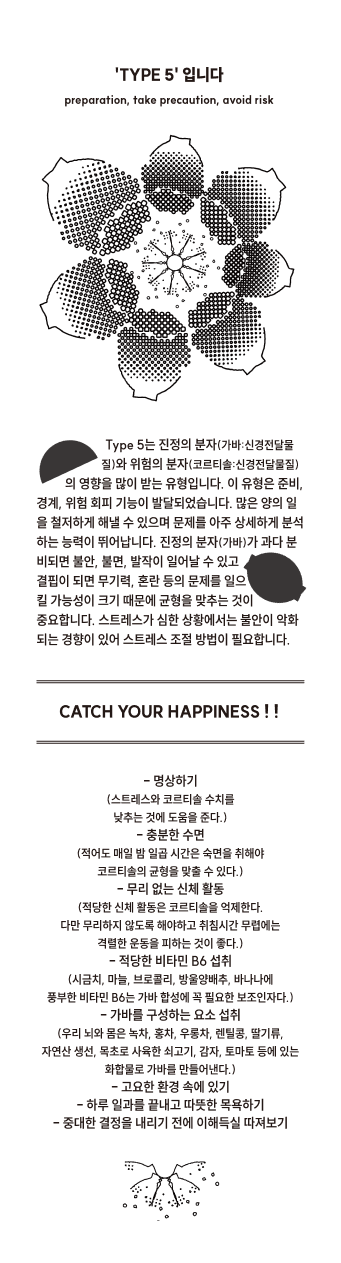 'TYPE 5' 입니다
preparation, take precaution, avoid risk
Type 5는 진정의 분자(가바:신경전달물
질)와 위험의 분자(코르티솔:신경전달물질)
의 영향을 많이 받는 유형입니다. 이 유형은 준비,
경계, 위험 회피 기능이 발달되었습니다. 많은 양의 일
을 철저하게 해낼 수 있으며 문제를 아주 상세하게 분석
하는 능력이 뛰어납니다. 진정의 분자(가바)가 과다 분
비되면 불안, 불면, 발작이 일어날 수 있고
결핍이 되면 무기력, 혼란 등의 문제를 일으
킬 가능성이 크기 때문에 균형을 맞추는 것이
중요합니다. 스트레스가 심한 상황에서는 불안이 악화
되는 경향이 있어 스트레스 조절 방법이 필요합니다.
CATCH YOUR HAPPINESS ! !
- 명상하기
(스트레스와 코르티솔 수치를
낮추는 것에 도움을 준다.)
- 충분한 수면
(적어도 매일 밤 일곱 시간은 숙면을 취해야
코르티솔의 균형을 맞출 수 있다.)
- 무리 없는 신체 활동
(적당한 신체 활동은 코르티솔을 억제한다.
다만 무리하지 않도록 해야하고 취침시간 무렵에는
격렬한 운동을 피하는 것이 좋다.)
- 적당한 비타민 B6 섭취
(시금치, 마늘, 브로콜리, 방울양배추, 바나나에
풍부한 비타민 B6는 가바 합성에 꼭 필요한 보조인자다.)
- 가바를 구성하는 요소 섭취
(우리 뇌와 몸은 녹차, 홍차, 우롱차, 렌틸콩, 딸기류,
자연산 생선, 목초로 사육한 쇠고기, 감자, 토마토 등에 있는
화합물로 가바를 만들어낸다.)
- 고요한 환경 속에 있기
- 하루 일과를 끝내고 따뜻한 목욕하기
- 중대한 결정을 내리기 전에 이해득실 따져보기